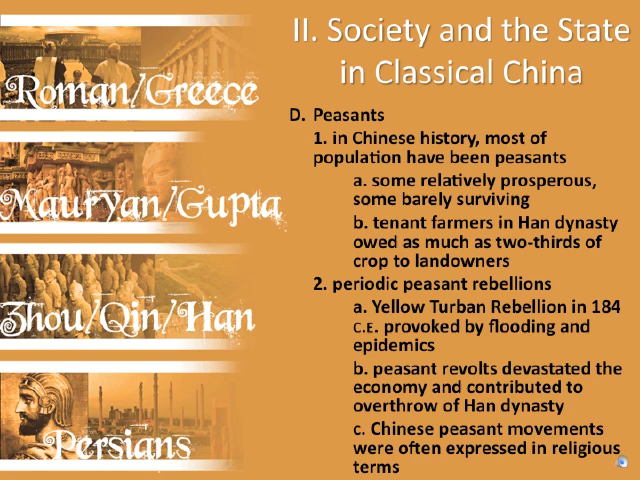 II. Society and the State
in Classical China
Roman/Greece
Mauryan/Gupta
Zhou/Qin/Han
Persians
D. Peasants
1. in Chinese history, most of
population have been peasants
a. some relatively prosperous,
some barely surviving
b. tenant farmers in Han dynasty
owed as much as two-thirds of
crop to landowners
2. periodic peasant rebellions
a. Yellow Turban Rebellion in 184
C.E. provoked by flooding and
epidemics
b. peasant revolts devastated the
economy and contributed to
overthrow of Han dynasty
c. Chinese peasant movements
were often expressed in religious
terms